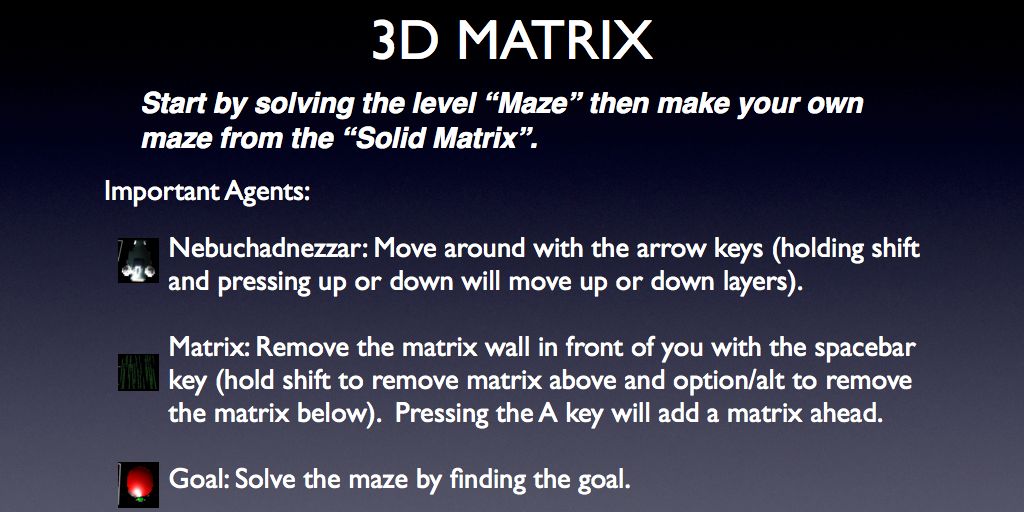 3D MATRIX
Start by solving the level “Maze” then make your own
maze from the “Solid Matrix”.
Important Agents:
Nebuchadnezzar: Move around with the arrow keys (holding shift
and pressing up or down will move up or down layers).
Matrix: Remove the matrix wall in front of you with the spacebar
key (hold shift to remove matrix above and option/alt to remove
the matrix below).  Pressing the A key will add a matrix ahead.
Goal: Solve the maze by finding the goal.